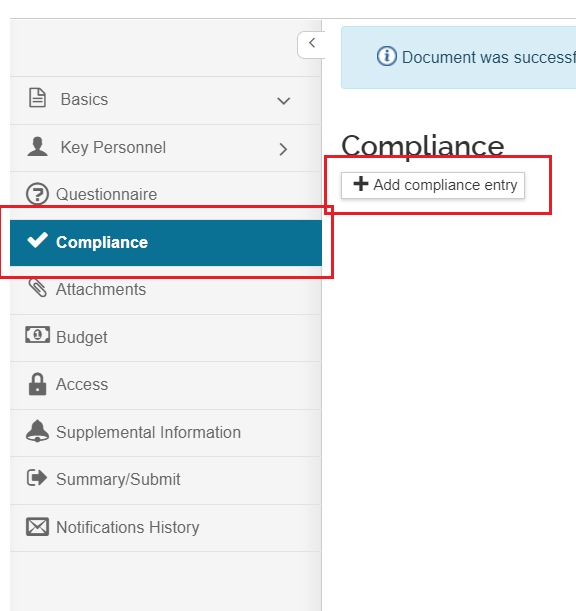 Basics
Key Personnel
Questionnaire
Compliance
Attachments
Budget
Access
Supplemental Information
Summary/Submit
Notifications History
Document was successf
Compliance
Add compliance entry